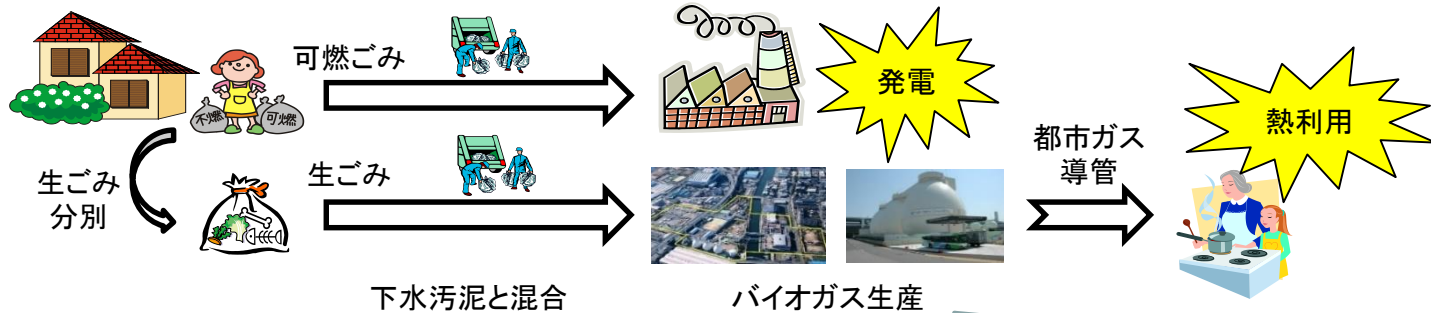 可燃ごみ
発電
不燃
可燃
熱利用
都市ガス
導管
生ごみ
分別
生ごみ
下水汚泥と混合
バイオガス生産